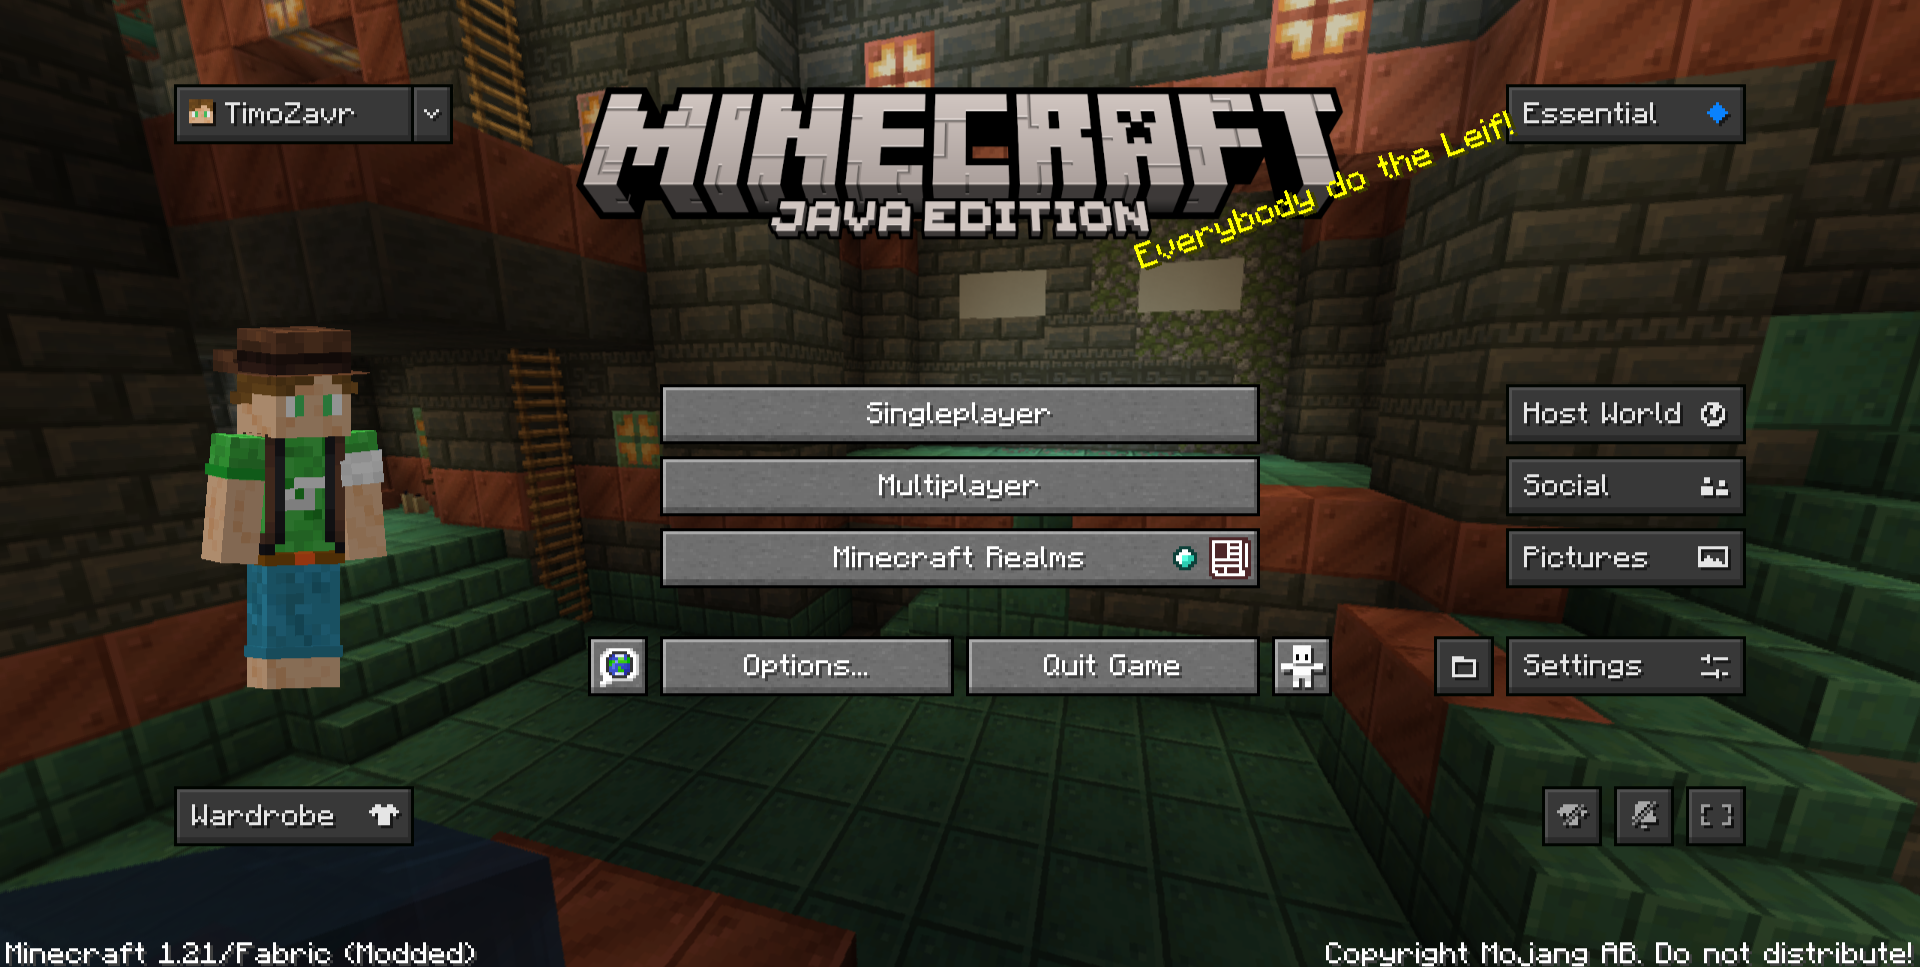 TimoZavr
MINECRAFT
JAVA EDITION
Everybody do the Leif!
Essential
Singleplayer
Multiplayer
Minecraft Realms
Options...
Quit Game
Host World
Social
Pictures
Settings
Wardrobe
Minecraft 1.21/Fabric (Modded)
Copyright Mojang AB. Do not distribute!